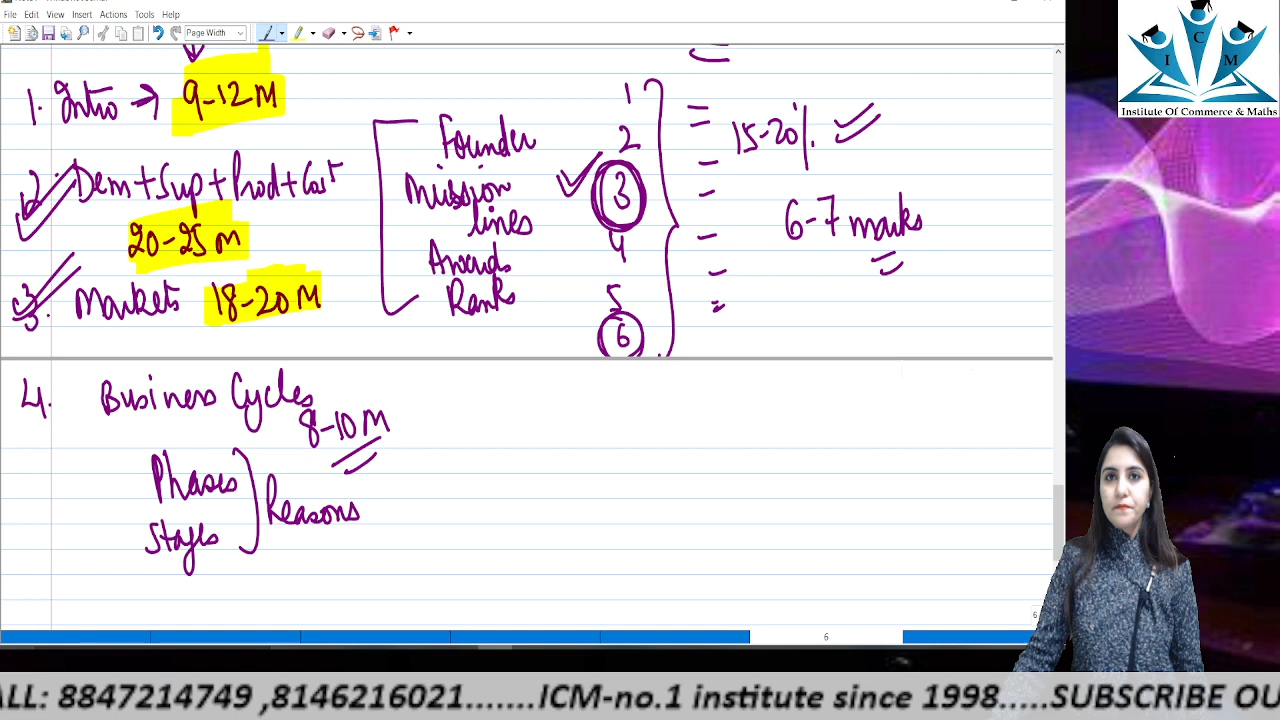 File Edit View Insert Actions Tools Help
Page Width
1. Intro → 9-12 M
2. Dem+Sup+Prod+Cost
20-25 m
3. Markets 18-20 M
Founder
Mission
lines
Awards
Ranks
1
2
3
4
5
6
15-20%
6-7 marks
4. Business Cycles
8-10 M
Phases
Stages
Reasons
6
6
I C M
Institute Of Commerce & Maths
ALL: 8847214749 ,8146216021.......ICM-no.1 institute since 1998.....SUBSCRIBE OU